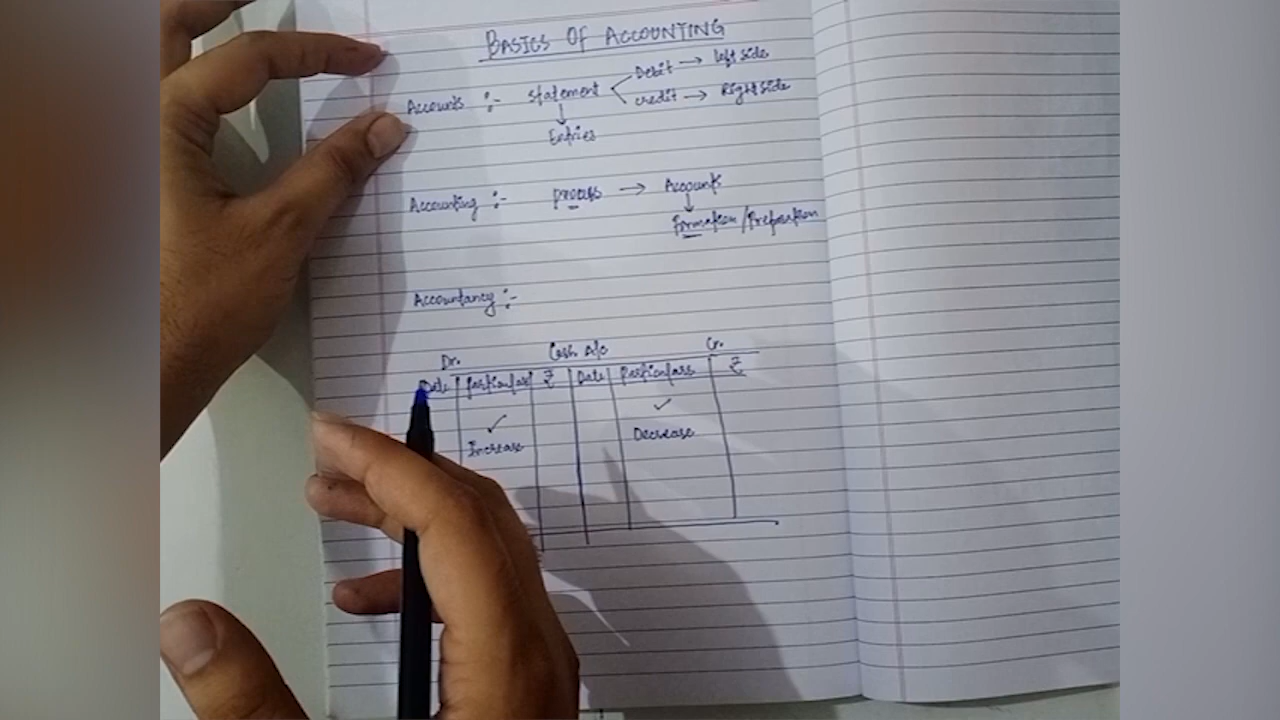 BASICS OF ACCOUNTING
Accounts :- Statement Debit → left side
credit → Right side
↓
Entries
Accounting :- process → Accounts
↓
Formation/Preparation
Accountancy :-
Dr. Cash A/c Cr.
Date Particulars ₹ Date Particulars ₹
✓ ✓
Increase Decrease